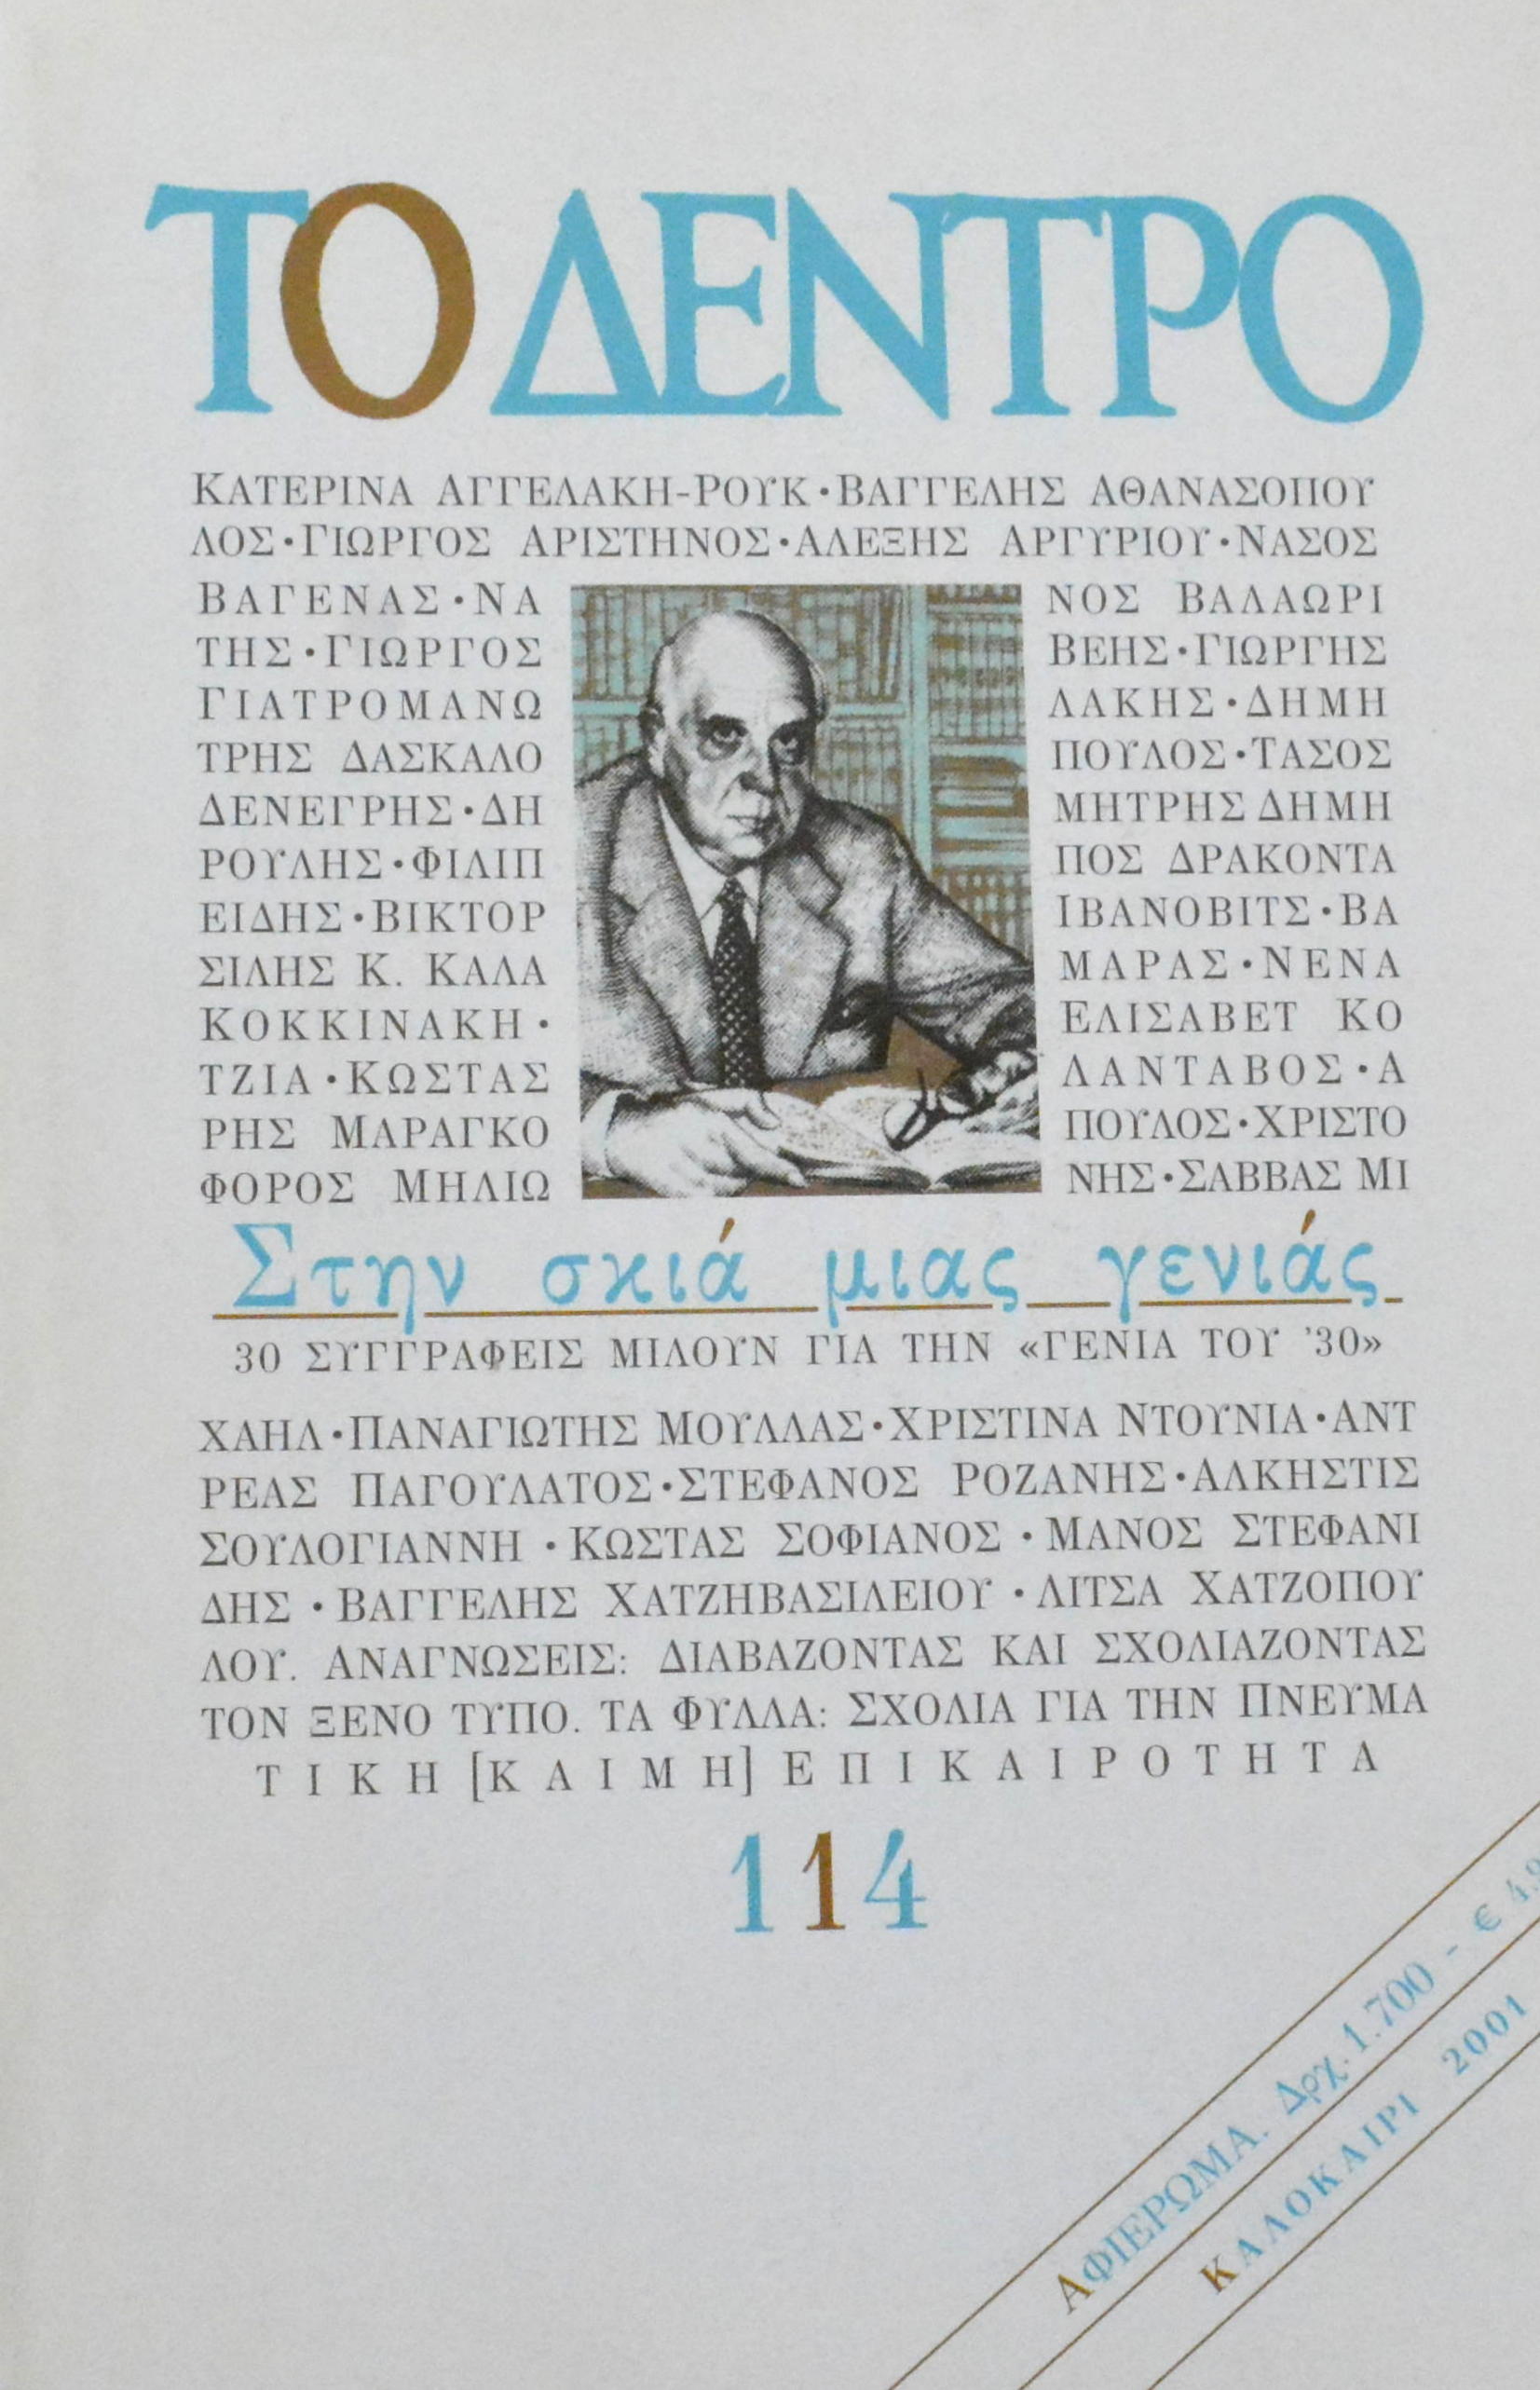 ΤΟ ΔΕΝΤΡΟ
ΚΑΤΕΡΙΝΑ ΑΓΓΕΛΑΚΗ-ΡΟΥΚ·ΒΑΓΓΕΛΗΣ ΑΘΑΝΑΣΟΠΟΥ
ΛΟΣ·ΓΙΩΡΓΟΣ ΑΡΙΣΤΗΝΟΣ·ΑΛΕΞΗΣ ΑΡΓΥΡΙΟΥ·ΝΑΣΟΣ
ΒΑΓΕΝΑΣ·ΝΑ ΝΟΣ ΒΑΛΑΩΡΙ
ΤΗΣ·ΓΙΩΡΓΟΣ ΒΕΗΣ·ΓΙΩΡΓΗΣ
ΓΙΑΤΡΟΜΑΝΩ ΛΑΚΗΣ·ΔΗΜΗ
ΤΡΗΣ ΔΑΣΚΑΛΟ ΠΟΥΛΟΣ·ΤΑΣΟΣ
ΔΕΝΕΓΡΗΣ·ΔΗ ΜΗΤΡΗΣ ΔΗΜΗ
ΡΟΥΛΗΣ·ΦΙΛΙΠ ΠΟΣ ΔΡΑΚΟΝΤΑ
ΕΙΔΗΣ·ΒΙΚΤΟΡ ΙΒΑΝΟΒΙΤΣ·ΒΑ
ΣΙΛΗΣ Κ. ΚΑΛΑ ΜΑΡΑΣ·ΝΕΝΑ
ΚΟΚΚΙΝΑΚΗ· ΕΛΙΣΑΒΕΤ ΚΟ
ΤΖΙΑ·ΚΩΣΤΑΣ ΛΑΝΤΑΒΟΣ·Α
ΡΗΣ ΜΑΡΑΓΚΟ ΠΟΥΛΟΣ·ΧΡΙΣΤΟ
ΦΟΡΟΣ ΜΗΛΙΩ ΝΗΣ·ΣΑΒΒΑΣ ΜΙ
Στην σκιά μιας γενιάς
30 ΣΥΓΓΡΑΦΕΙΣ ΜΙΛΟΥΝ ΓΙΑ ΤΗΝ «ΓΕΝΙΑ ΤΟΥ '30»
ΧΑΗΛ·ΠΑΝΑΓΙΩΤΗΣ ΜΟΥΛΛΑΣ·ΧΡΙΣΤΙΝΑ ΝΤΟΥΝΙΑ·ΑΝΤ
ΡΕΑΣ ΠΑΓΟΥΛΑΤΟΣ·ΣΤΕΦΑΝΟΣ ΡΟΖΑΝΗΣ·ΑΛΚΗΣΤΙΣ
ΣΟΥΛΟΓΙΑΝΝΗ · ΚΩΣΤΑΣ ΣΟΦΙΑΝΟΣ · ΜΑΝΟΣ ΣΤΕΦΑΝΙ
ΔΗΣ · ΒΑΓΓΕΛΗΣ ΧΑΤΖΗΒΑΣΙΛΕΙΟΥ · ΛΙΤΣΑ ΧΑΤΖΟΠΟΥ
ΛΟΥ. ΑΝΑΓΝΩΣΕΙΣ: ΔΙΑΒΑΖΟΝΤΑΣ ΚΑΙ ΣΧΟΛΙΑΖΟΝΤΑΣ
ΤΟΝ ΞΕΝΟ ΤΥΠΟ. ΤΑ ΦΥΛΛΑ: ΣΧΟΛΙΑ ΓΙΑ ΤΗΝ ΠΝΕΥΜΑ
ΤΙΚΗ [ΚΑΙ ΜΗ] ΕΠΙΚΑΙΡΟΤΗΤΑ
114
ΑΦΙΕΡΩΜΑ. Δρχ. 1.700 - €
ΚΑΛΟΚΑΙΡΙ 2001